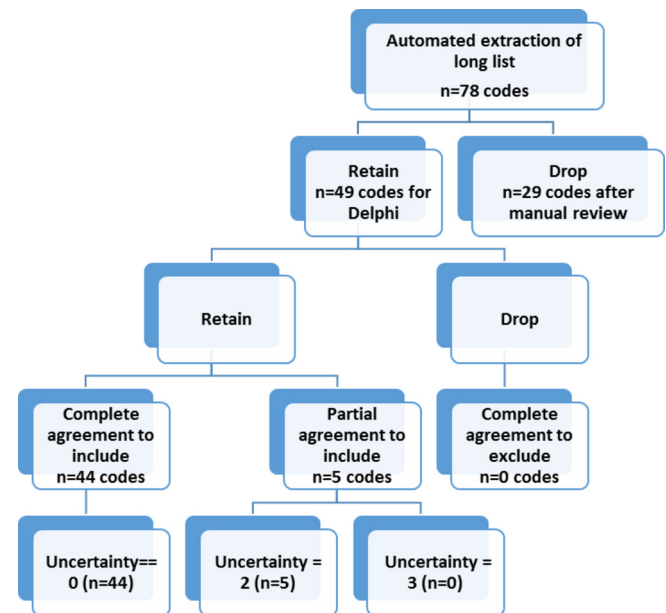 Automated extraction of
long list
n=78 codes
Retain
n=49 codes for
Delphi
Drop
n=29 codes after
manual review
Retain
Drop
Complete
agreement to
include
n=44 codes
Partial
agreement to
include
n=5 codes
Complete
agreement to
exclude
n=0 codes
Uncertainty==
0 (n=44)
Uncertainty =
2 (n=5)
Uncertainty =
3 (n=0)